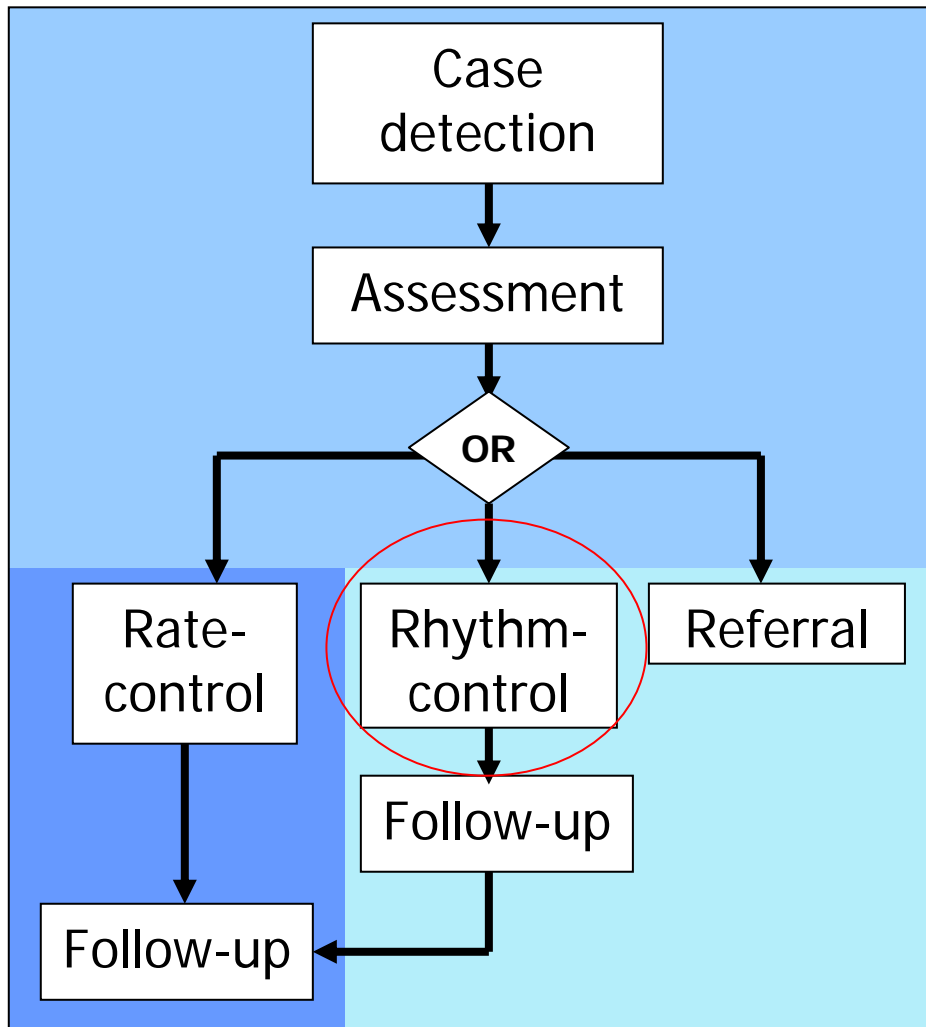 Case
detection
Assessment
OR
Rate-
control
Rhythm-
control
Referral
Follow-up
Follow-up